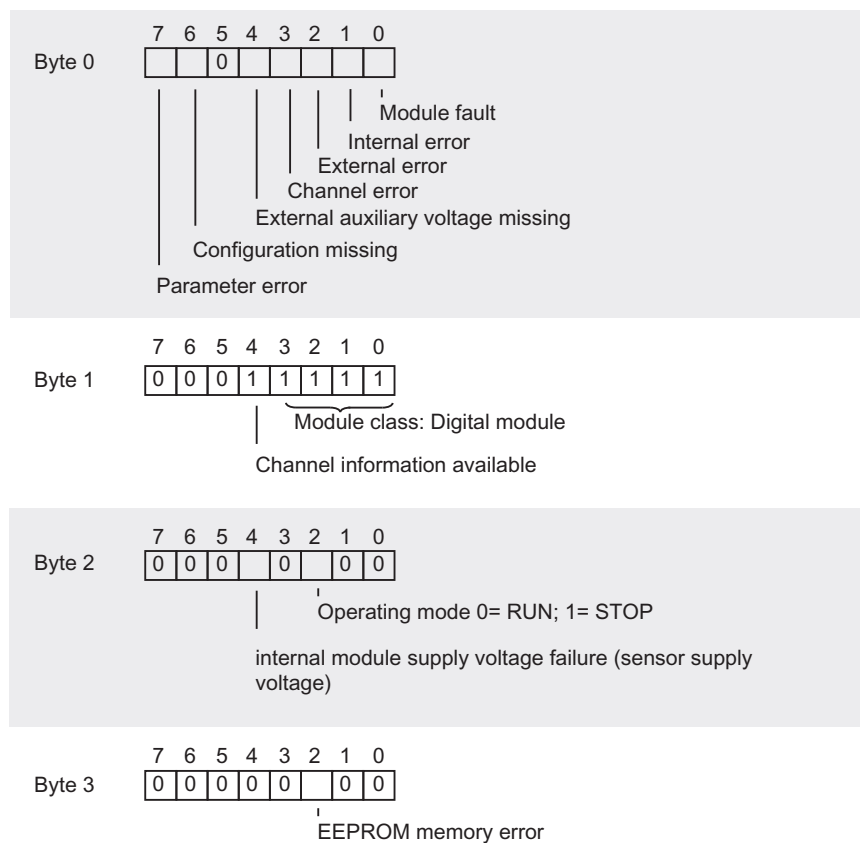 7 6 5 4 3 2 1 0
Byte 0 0
Module fault
Internal error
External error
Channel error
External auxiliary voltage missing
Configuration missing
Parameter error
7 6 5 4 3 2 1 0
Byte 1 0 0 0 1 1 1 1 1
Module class: Digital module
Channel information available
7 6 5 4 3 2 1 0
Byte 2 0 0 0 0 0 0
Operating mode 0= RUN; 1= STOP
internal module supply voltage failure (sensor supply
voltage)
7 6 5 4 3 2 1 0
Byte 3 0 0 0 0 0 0 0
EEPROM memory error